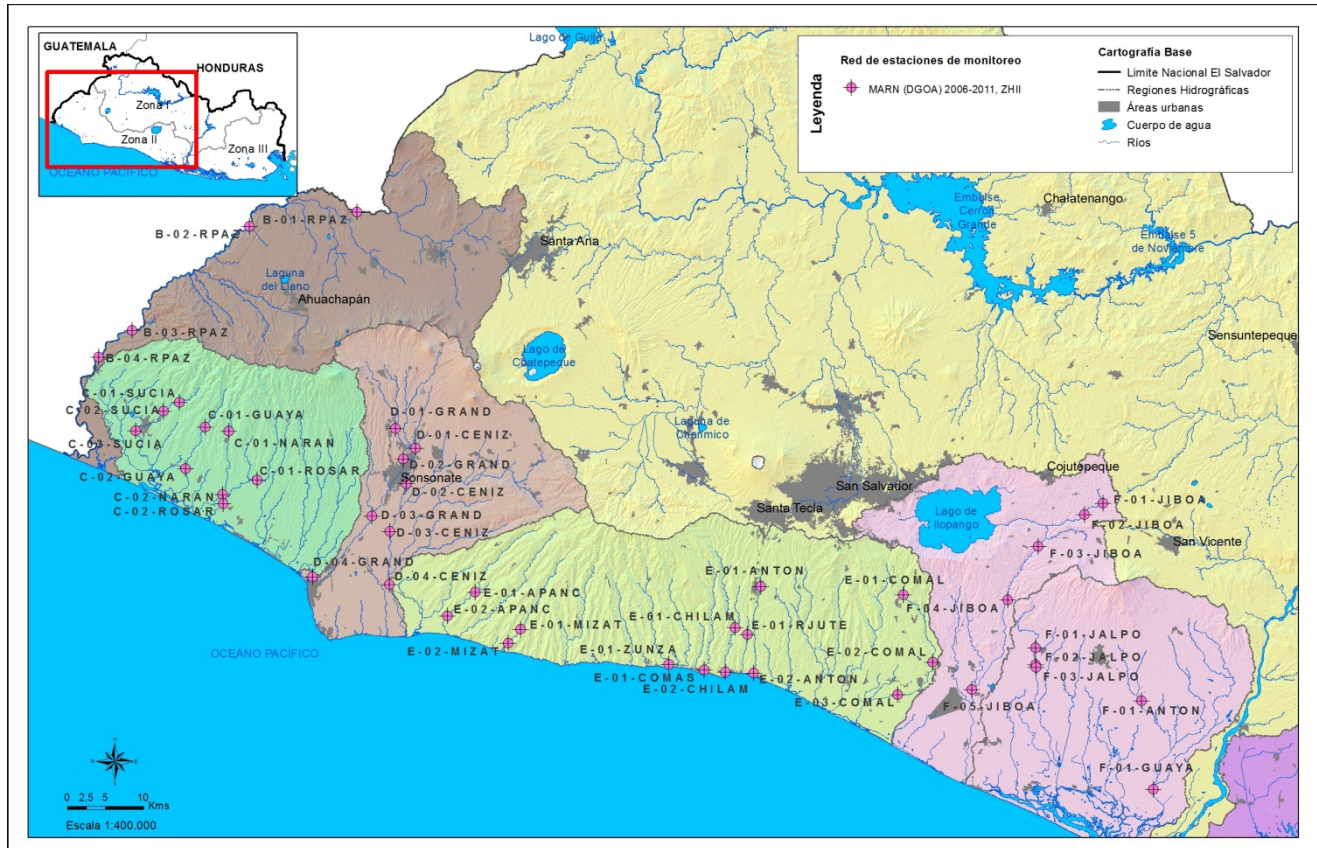 GUATEMALA
HONDURAS
Zona I
Zona II
Zona III
OCÉANO PACÍFICO
Lago de Guija
Leyenda
Red de estaciones de monitoreo
MARN (DGOA) 2006-2011, ZHII
Cartografía Base
Limite Nacional El Salvador
Regiones Hidrográficas
Áreas urbanas
Cuerpo de agua
Ríos
B-01-RPAZ
B-02-RPAZ
Santa Ana
Embalse
Cerron
Grande
Chalatenango
Embalse 5
de Noviembre
Laguna
del Llano
Ahuachapán
B-03-RPAZ
B-04-RPAZ
Lago de
Coatepeque
Sensuntepeque
C-01-SUCIA
C-02-SUCIA
C-03-SUCIA
C-01-GUAYA
C-01-NARAN
C-02-GUAYA
C-01-ROSAR
C-02-NARAN
C-02-ROSAR
D-01-GRAND
D-01-CENIZ
D-02-GRAND
Sonsonate
D-02-CENIZ
D-03-GRAND
D-03-CENIZ
D-04-GRAND
D-04-CENIZ
Laguna de
Chanmico
San Salvador
Santa Tecla
Cojutepeque
Lago de
Ilopango
F-01-JIBOA
F-02-JIBOA
San Vicente
F-03-JIBOA
E-01-APANC
E-02-APANC
E-01-MIZAT
E-02-MIZAT
E-01-ANTON
E-01-CHILAM
E-01-RJUTE
E-01-COMAL
F-04-JIBOA
E-01-ZUNZA
E-01-COMAS
E-02-CHILAM
E-02-ANTON
E-02-COMAL
E-03-COMAL
F-05-JIBOA
F-01-JALPO
F-02-JALPO
F-03-JALPO
F-01-ANTON
F-01-GUAYA
OCÉANO PACÍFICO
0 2,5 5 10
Kms
Escala 1:400.000